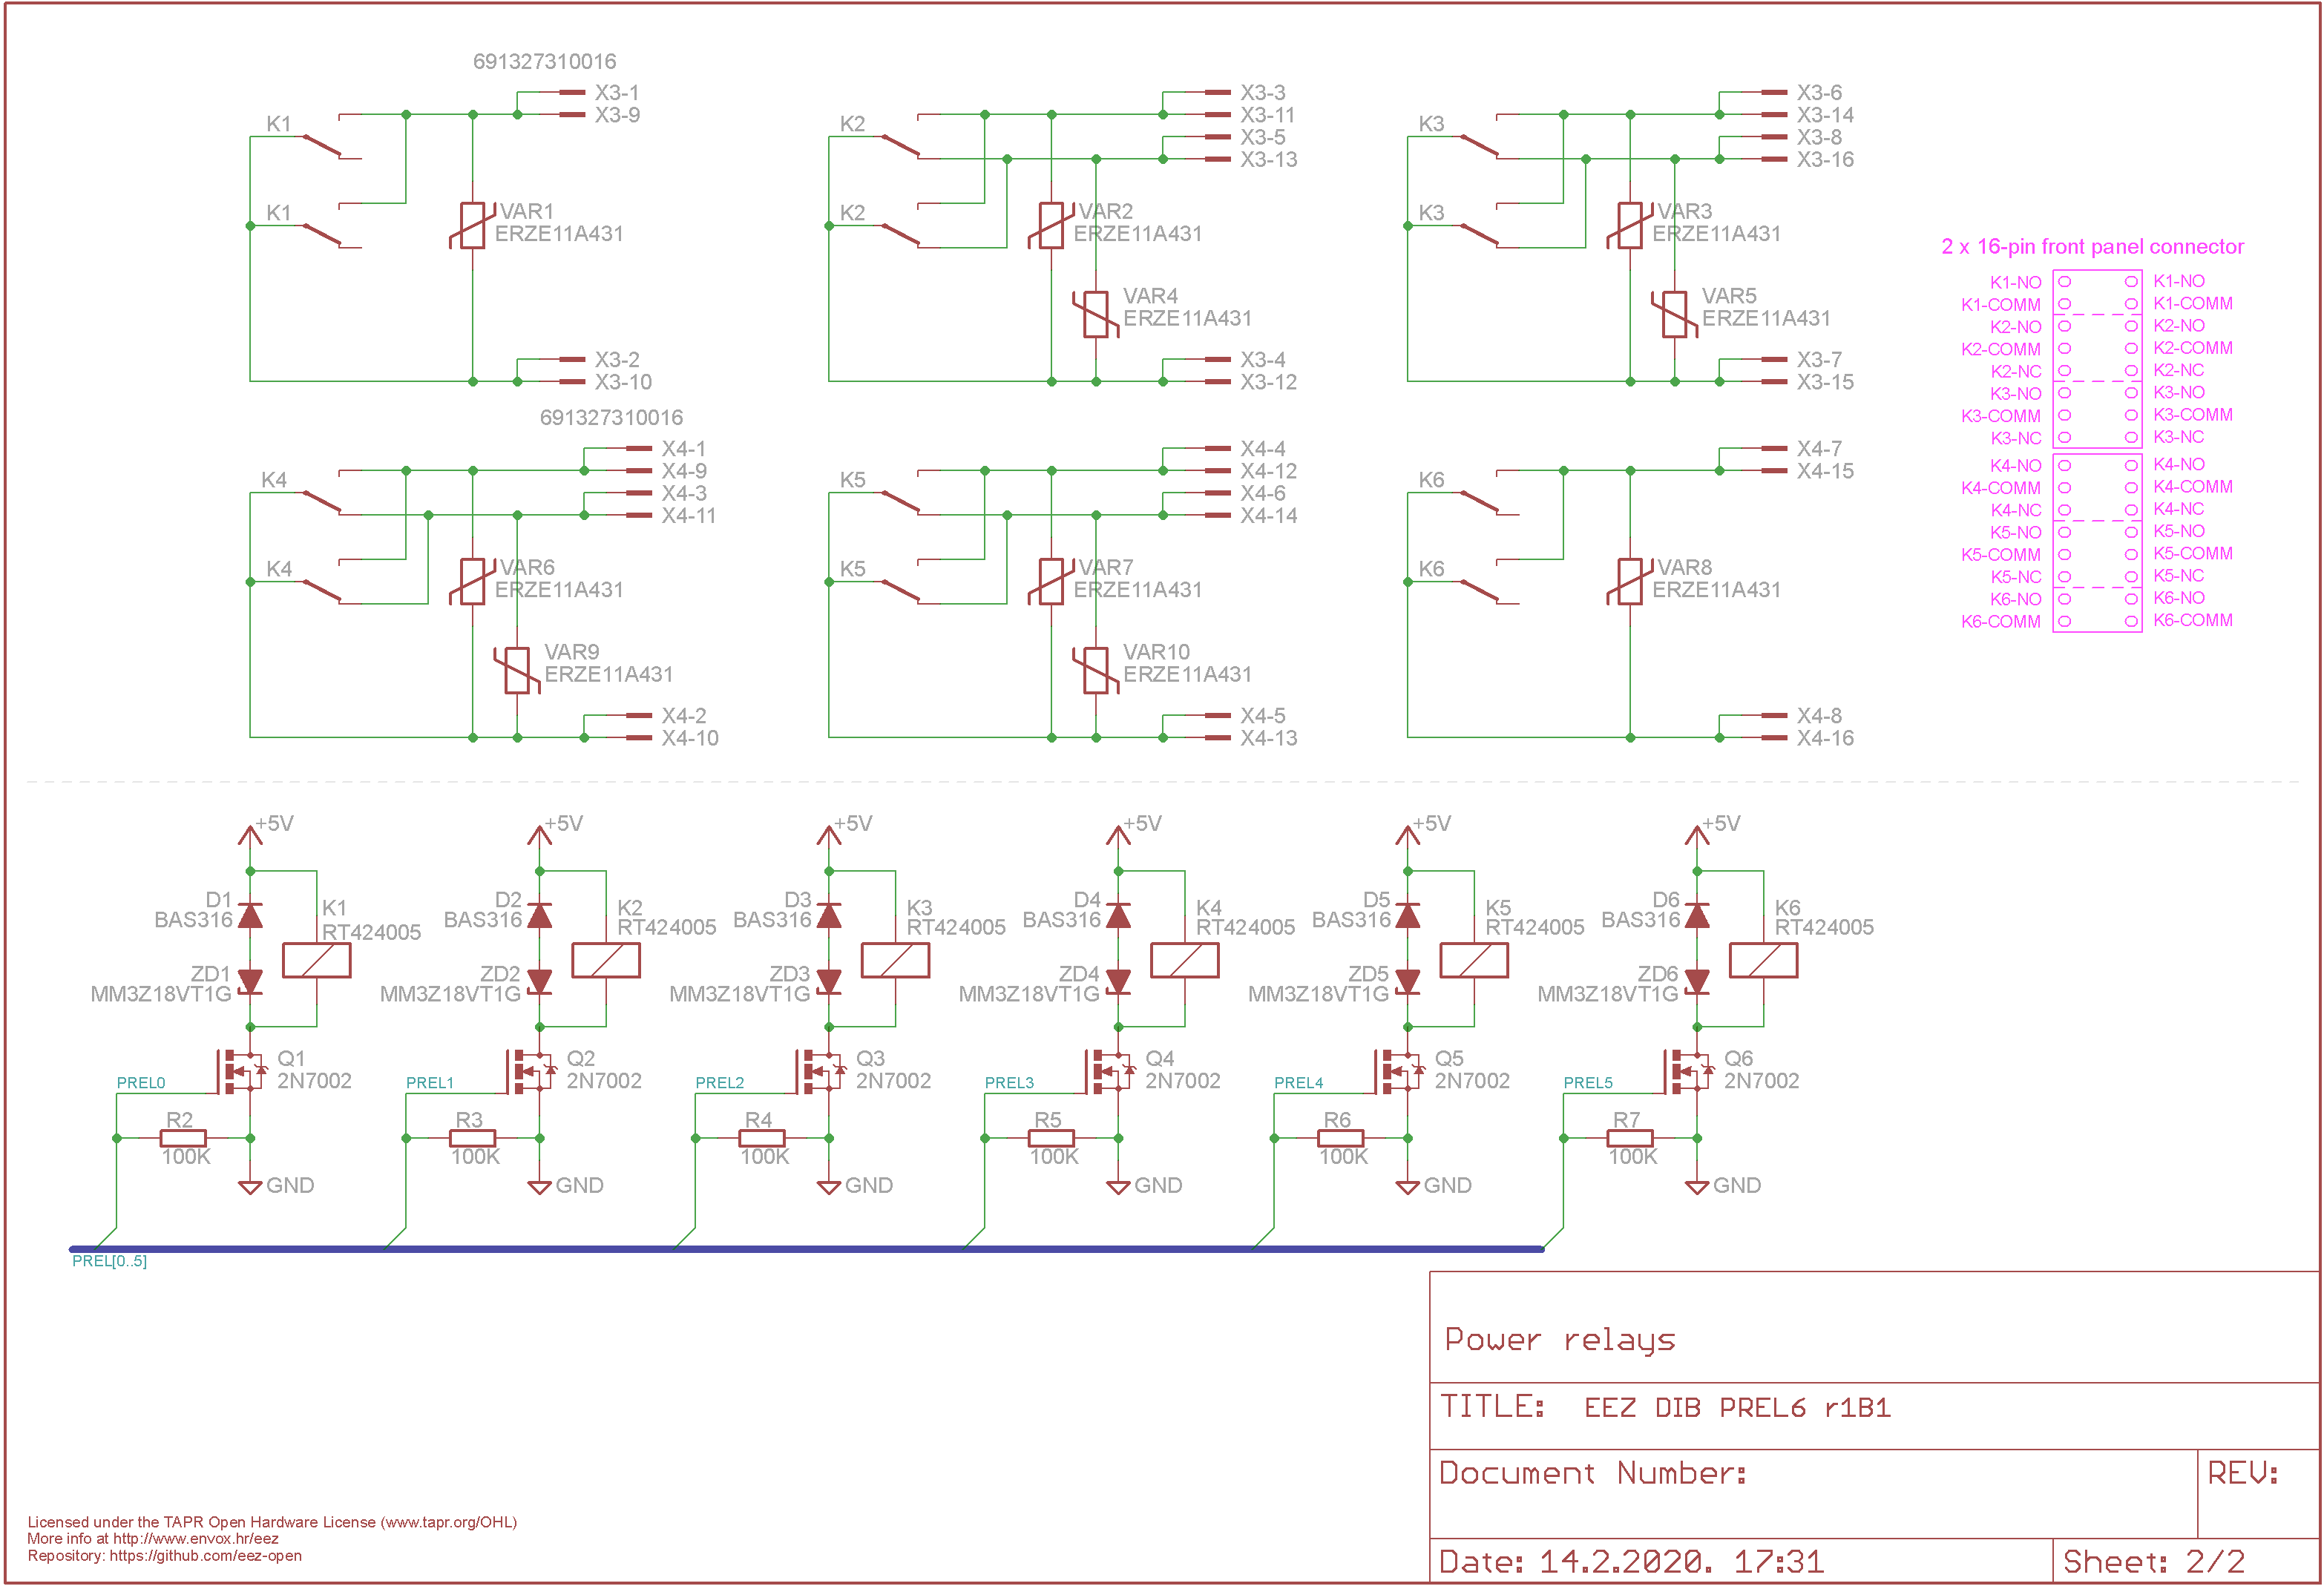 691327310016
X3-1
X3-9
K1
K1
VAR1
ERZE11A431
X3-2
X3-10
X3-3
X3-11
X3-5
X3-13
K2
K2
VAR2
ERZE11A431
VAR4
ERZE11A431
X3-4
X3-12
X3-6
X3-14
X3-8
X3-16
K3
K3
VAR3
ERZE11A431
VAR5
ERZE11A431
X3-7
X3-15
2 x 16-pin front panel connector
K1-NO K1-NO
K1-COMM K1-COMM
K2-NO K2-NO
K2-COMM K2-COMM
K2-NC K2-NC
K3-NO K3-NO
K3-COMM K3-COMM
K3-NC K3-NC
K4-NO K4-NO
K4-COMM K4-COMM
K4-NC K4-NC
K5-NO K5-NO
K5-COMM K5-COMM
K5-NC K5-NC
K6-NO K6-NO
K6-COMM K6-COMM
691327310016
X4-1
X4-9
X4-3
X4-11
K4
K4
VAR6
ERZE11A431
VAR9
ERZE11A431
X4-2
X4-10
X4-4
X4-12
X4-6
X4-14
K5
K5
VAR7
ERZE11A431
VAR10
ERZE11A431
X4-5
X4-13
X4-7
X4-15
K6
K6
VAR8
ERZE11A431
X4-8
X4-16
+5V
D1
BAS316
K1
RT424005
ZD1
MM3Z18VT1G
Q1
2N7002
PREL0
R2
100K
GND
+5V
D2
BAS316
K2
RT424005
ZD2
MM3Z18VT1G
Q2
2N7002
PREL1
R3
100K
GND
+5V
D3
BAS316
K3
RT424005
ZD3
MM3Z18VT1G
Q3
2N7002
PREL2
R4
100K
GND
+5V
D4
BAS316
K4
RT424005
ZD4
MM3Z18VT1G
Q4
2N7002
PREL3
R5
100K
GND
+5V
D5
BAS316
K5
RT424005
ZD5
MM3Z18VT1G
Q5
2N7002
PREL4
R6
100K
GND
+5V
D6
BAS316
K6
RT424005
ZD6
MM3Z18VT1G
Q6
2N7002
PREL5
R7
100K
GND
PREL[0..5]
Power relays
TITLE: EEZ DIB PREL6 r1B1
Document Number:
REV:
Date: 14.2.2020. 17:31
Sheet: 2/2
Licensed under the TAPR Open Hardware License (www.tapr.org/OHL)
More info at http://www.envox.hr/eez
Repository: https://github.com/eez-open